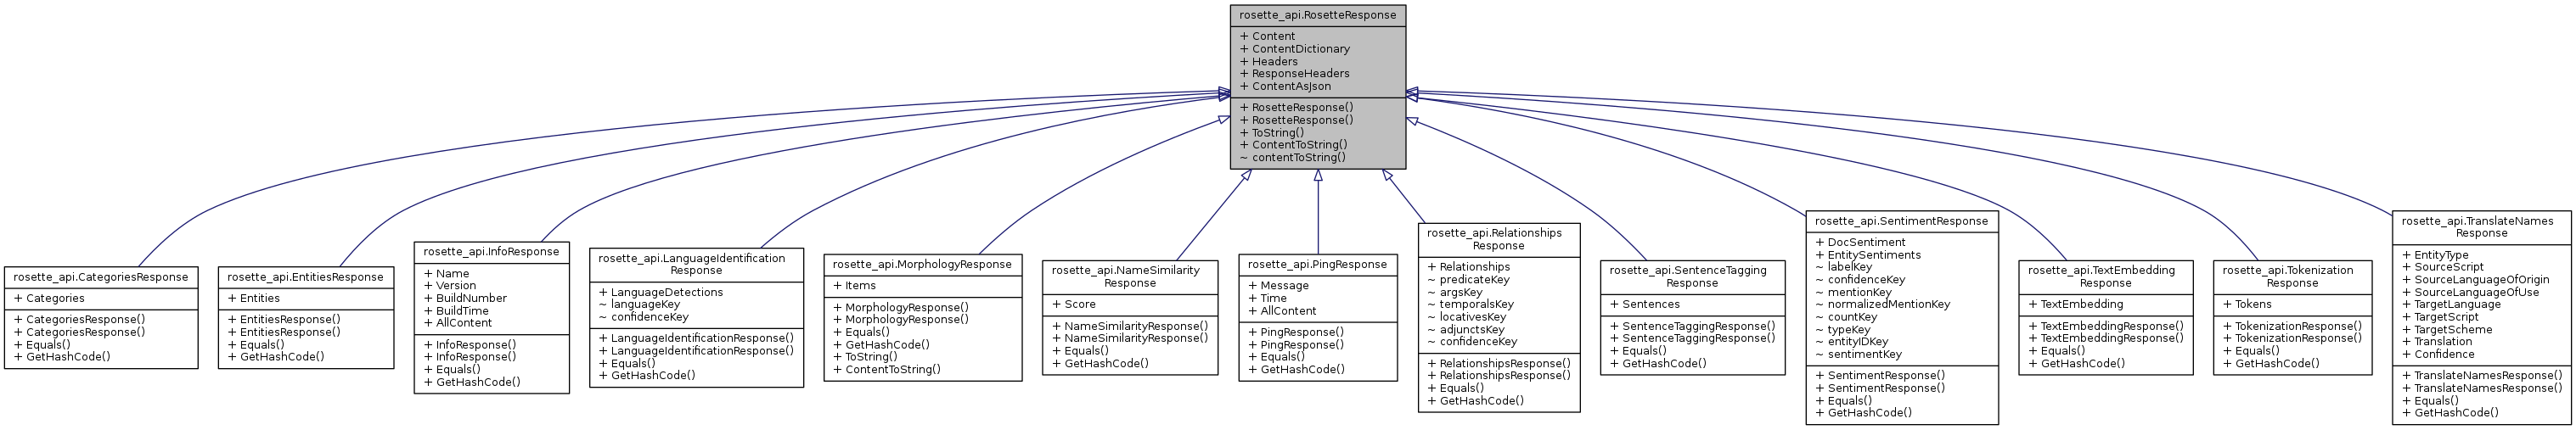 rosette_api.RosetteResponse
+ Content
+ ContentDictionary
+ Headers
+ ResponseHeaders
+ ContentAsJson
+ RosetteResponse()
+ RosetteResponse()
+ ToString()
+ ContentToString()
~ contentToString()
rosette_api.CategoriesResponse
+ Categories
+ CategoriesResponse()
+ CategoriesResponse()
+ Equals()
+ GetHashCode()
rosette_api.EntitiesResponse
+ Entities
+ EntitiesResponse()
+ EntitiesResponse()
+ Equals()
+ GetHashCode()
rosette_api.InfoResponse
+ Name
+ Version
+ BuildNumber
+ BuildTime
+ AllContent
+ InfoResponse()
+ InfoResponse()
+ Equals()
+ GetHashCode()
rosette_api.LanguageIdentification
Response
+ LanguageDetections
~ languageKey
~ confidenceKey
+ LanguageIdentificationResponse()
+ LanguageIdentificationResponse()
+ Equals()
+ GetHashCode()
rosette_api.MorphologyResponse
+ Items
+ MorphologyResponse()
+ MorphologyResponse()
+ Equals()
+ GetHashCode()
+ ToString()
+ ContentToString()
rosette_api.NameSimilarity
Response
+ Score
+ NameSimilarityResponse()
+ NameSimilarityResponse()
+ Equals()
+ GetHashCode()
rosette_api.PingResponse
+ Message
+ Time
+ AllContent
+ PingResponse()
+ PingResponse()
+ Equals()
+ GetHashCode()
rosette_api.Relationships
Response
+ Relationships
~ predicateKey
~ argsKey
~ temporalsKey
~ locativesKey
~ adjunctsKey
~ confidenceKey
+ RelationshipsResponse()
+ RelationshipsResponse()
+ Equals()
+ GetHashCode()
rosette_api.SentenceTagging
Response
+ Sentences
+ SentenceTaggingResponse()
+ SentenceTaggingResponse()
+ Equals()
+ GetHashCode()
rosette_api.SentimentResponse
+ DocSentiment
+ EntitySentiments
~ labelKey
~ confidenceKey
~ mentionKey
~ normalizedMentionKey
~ countKey
~ typeKey
~ entityIDKey
~ sentimentKey
+ SentimentResponse()
+ SentimentResponse()
+ Equals()
+ GetHashCode()
rosette_api.TextEmbedding
Response
+ TextEmbedding
+ TextEmbeddingResponse()
+ TextEmbeddingResponse()
+ Equals()
+ GetHashCode()
rosette_api.Tokenization
Response
+ Tokens
+ TokenizationResponse()
+ TokenizationResponse()
+ Equals()
+ GetHashCode()
rosette_api.TranslateNames
Response
+ EntityType
+ SourceScript
+ SourceLanguageOfOrigin
+ SourceLanguageOfUse
+ TargetLanguage
+ TargetScript
+ TargetScheme
+ Translation
+ Confidence
+ TranslateNamesResponse()
+ TranslateNamesResponse()
+ Equals()
+ GetHashCode()